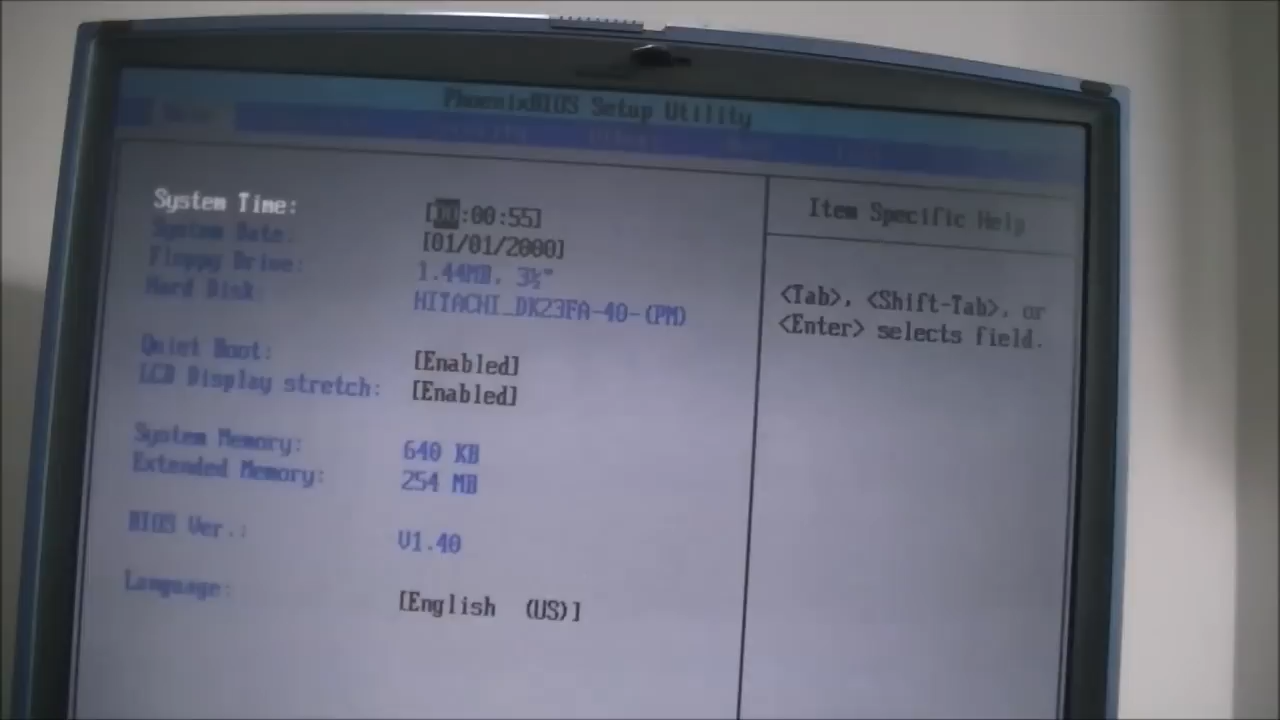 PhoenixBIOS Setup Utility
System Time: [00:00:55]
System Date: [01/01/2000]
Floppy Drive: 1.44MB, 3½"
Hard Disk: HITACHI_DK23FA-40-(PM)
Quiet Boot: [Enabled]
LCD Display stretch: [Enabled]
System Memory: 640 KB
Extended Memory: 254 MB
BIOS Ver.: V1.40
Language: [English (US)]
Item Specific Help
<Tab>, <Shift-Tab>, or
<Enter> selects field.